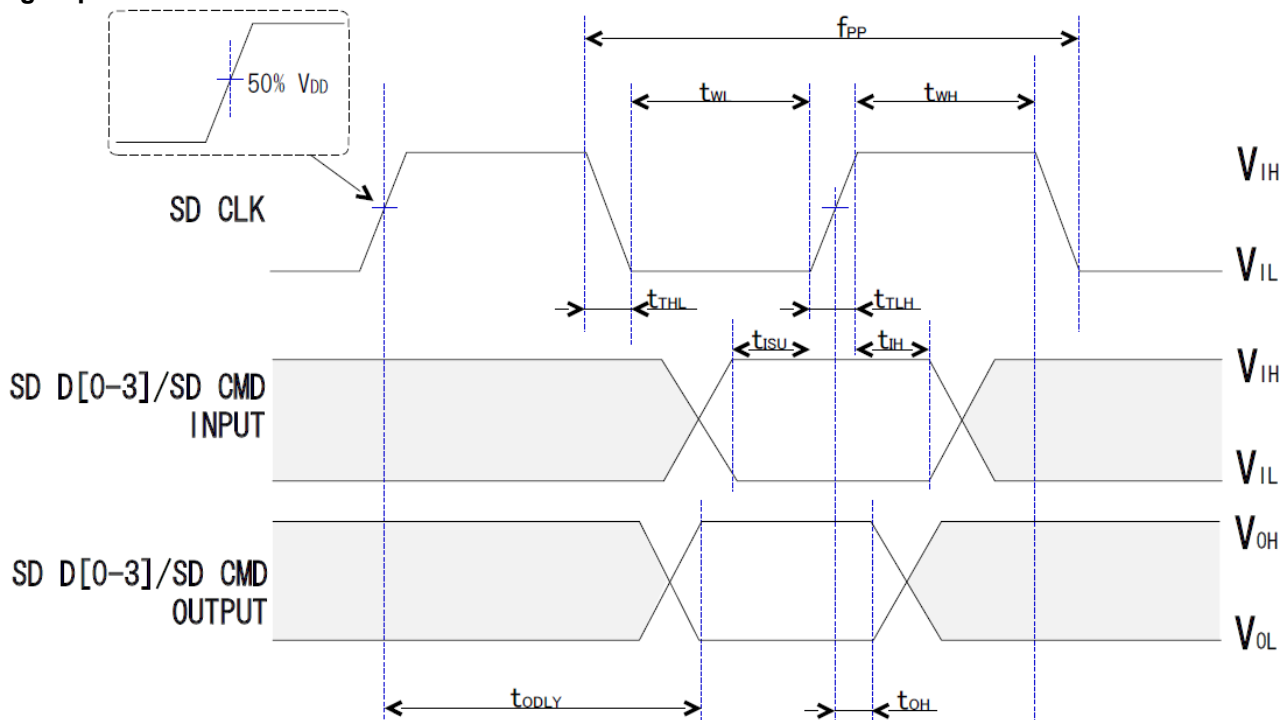 fPP
50% VDD
tWL
tWH
VIH
SD CLK
VIL
tTHL
tTLH
tISU
tIH
VIH
SD D[0-3]/SD CMD
INPUT
VIL
VOH
SD D[0-3]/SD CMD
OUTPUT
VOL
tODLY
tOH